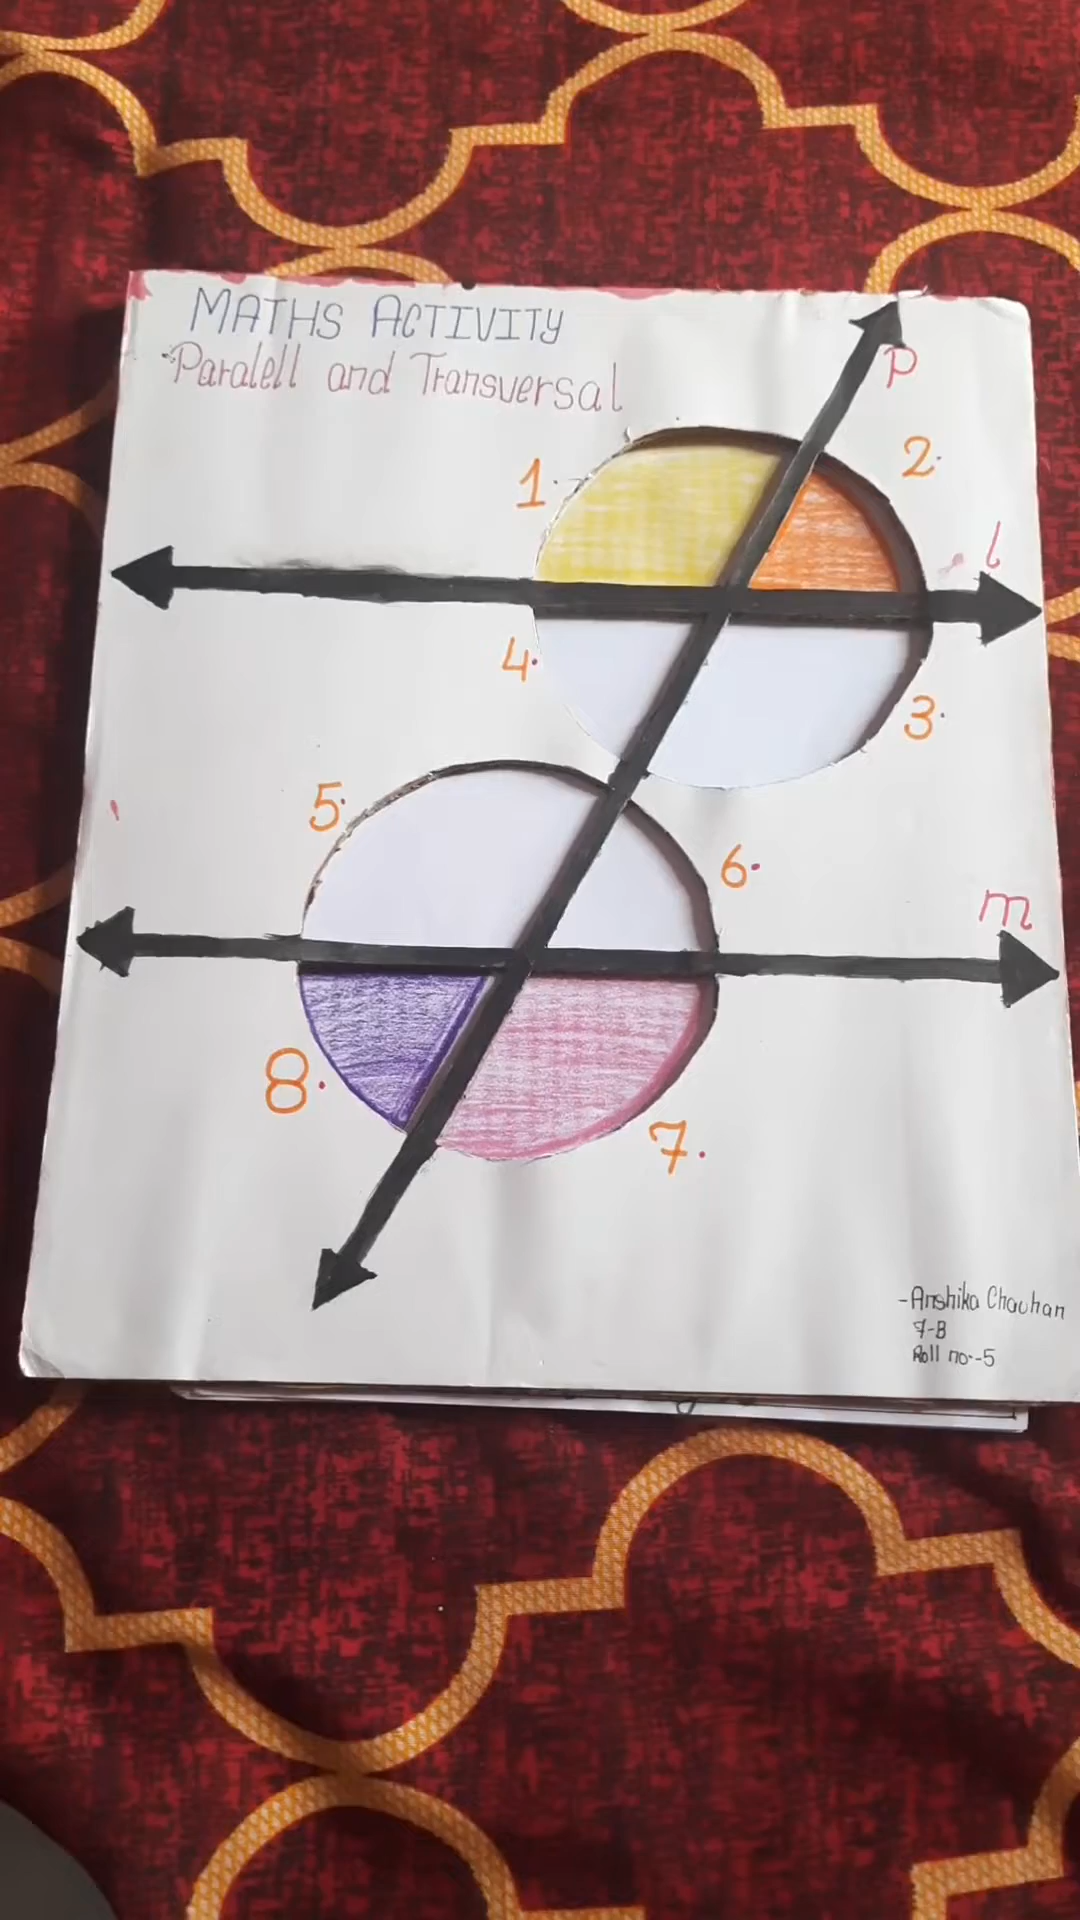 MATHS ACTIVITY
Paralell and Transversal
p
1.
2.
l
4.
3.
5.
6.
m
8.
7.
-Anshika Chauhan
7-B
Roll no.-5